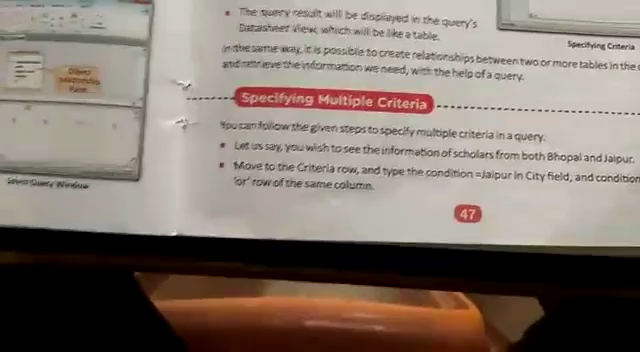 The query result will be displayed in the query's
Datasheet View, which will be like a table.
Specifying Criteria
In the same way, it is possible to create relationships between two or more tables in the
and retrieve the information we need, with the help of a query.
Specifying Multiple Criteria
You can follow the given steps to specify multiple criteria in a query.
Let us say, you wish to see the information of scholars from both Bhopal and Jaipur.
Move to the Criteria row, and type the condition =Jaipur in City field, and condition
'or' row of the same column.
Select Query Window
47